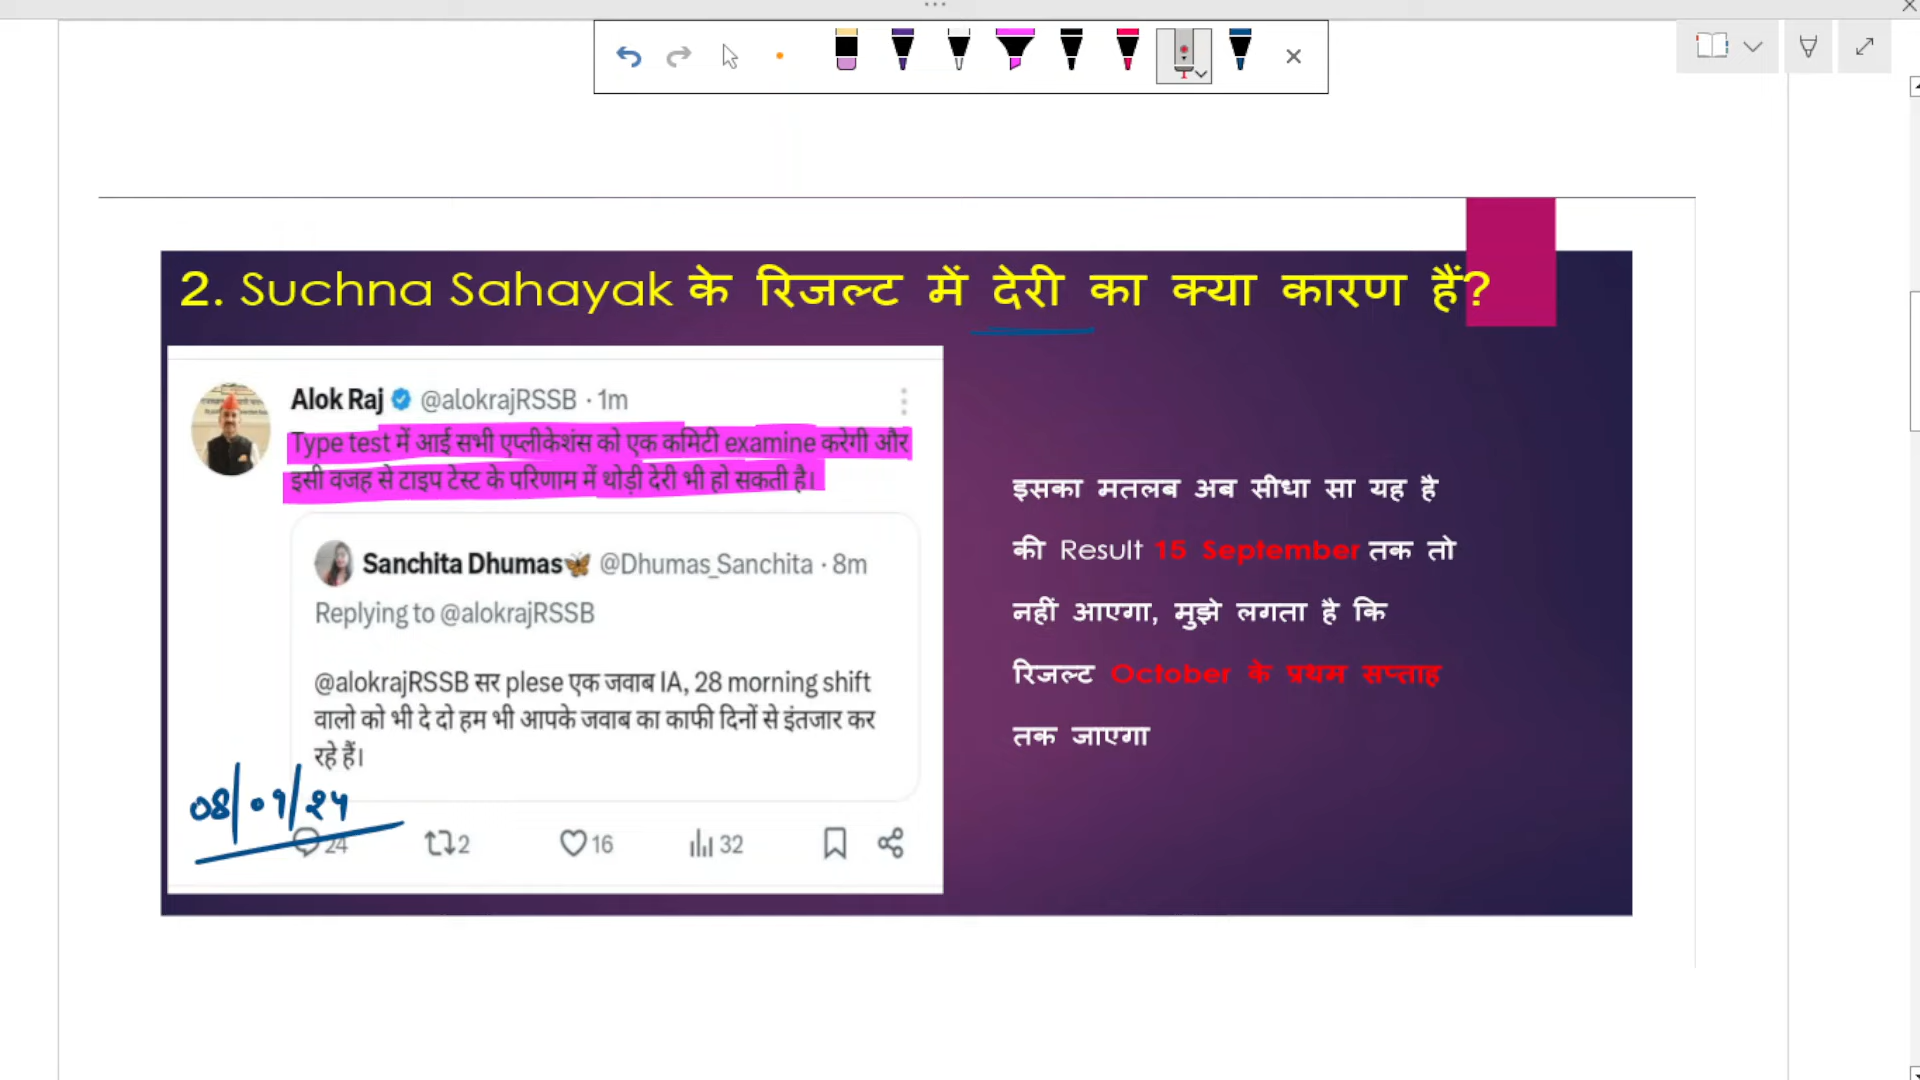 2. Suchna Sahayak के रिजल्ट में देरी का क्या कारण हैं?
Alok Raj @alokrajRSSB · 1m
Type test में आई सभी एप्लीकेशंस को एक कमिटी examine करेगी और
इसी वजह से टाइप टेस्ट के परिणाम में थोड़ी देरी भी हो सकती है।
Sanchita Dhumas🦋 @Dhumas_Sanchita · 8m
Replying to @alokrajRSSB
@alokrajRSSB सर plese एक जवाब IA, 28 morning shift
वालो को भी दे दो हम भी आपके जवाब का काफी दिनों से इंतजार कर
रहे हैं।
08/09/24
24 2 16 32
इसका मतलब अब सीधा सा यह है
की Result 15 September तक तो
नहीं आएगा, मुझे लगता है कि
रिजल्ट October के प्रथम सप्ताह
तक जाएगा